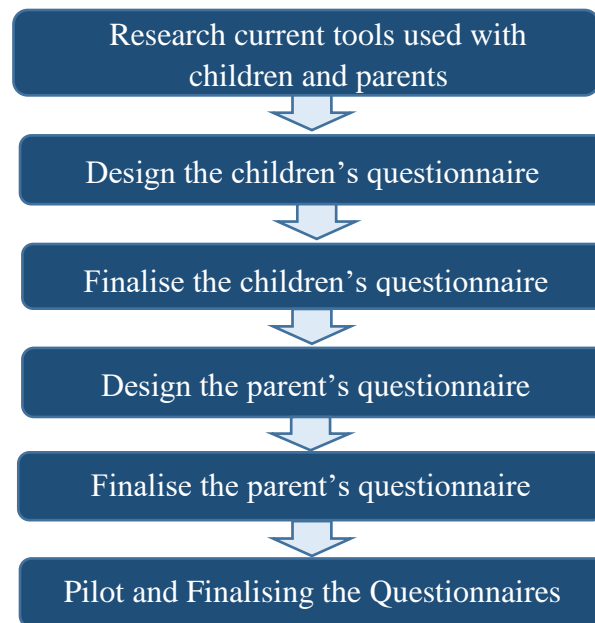 Research current tools used with
children and parents
Design the children’s questionnaire
Finalise the children’s questionnaire
Design the parent’s questionnaire
Finalise the parent’s questionnaire
Pilot and Finalising the Questionnaires